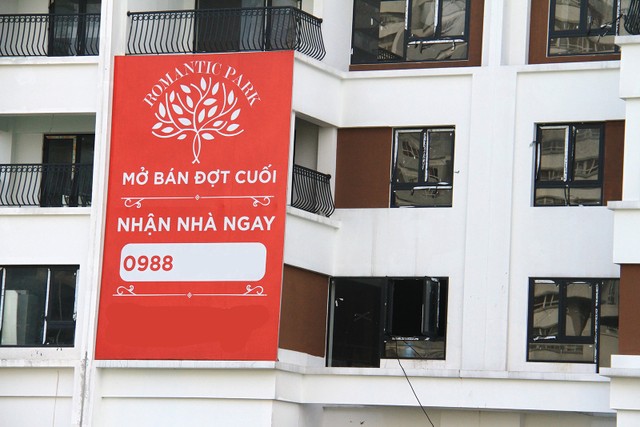 ROMANTIC PARK
MỞ BÁN ĐỢT CUỐI
NHẬN NHÀ NGAY
0988